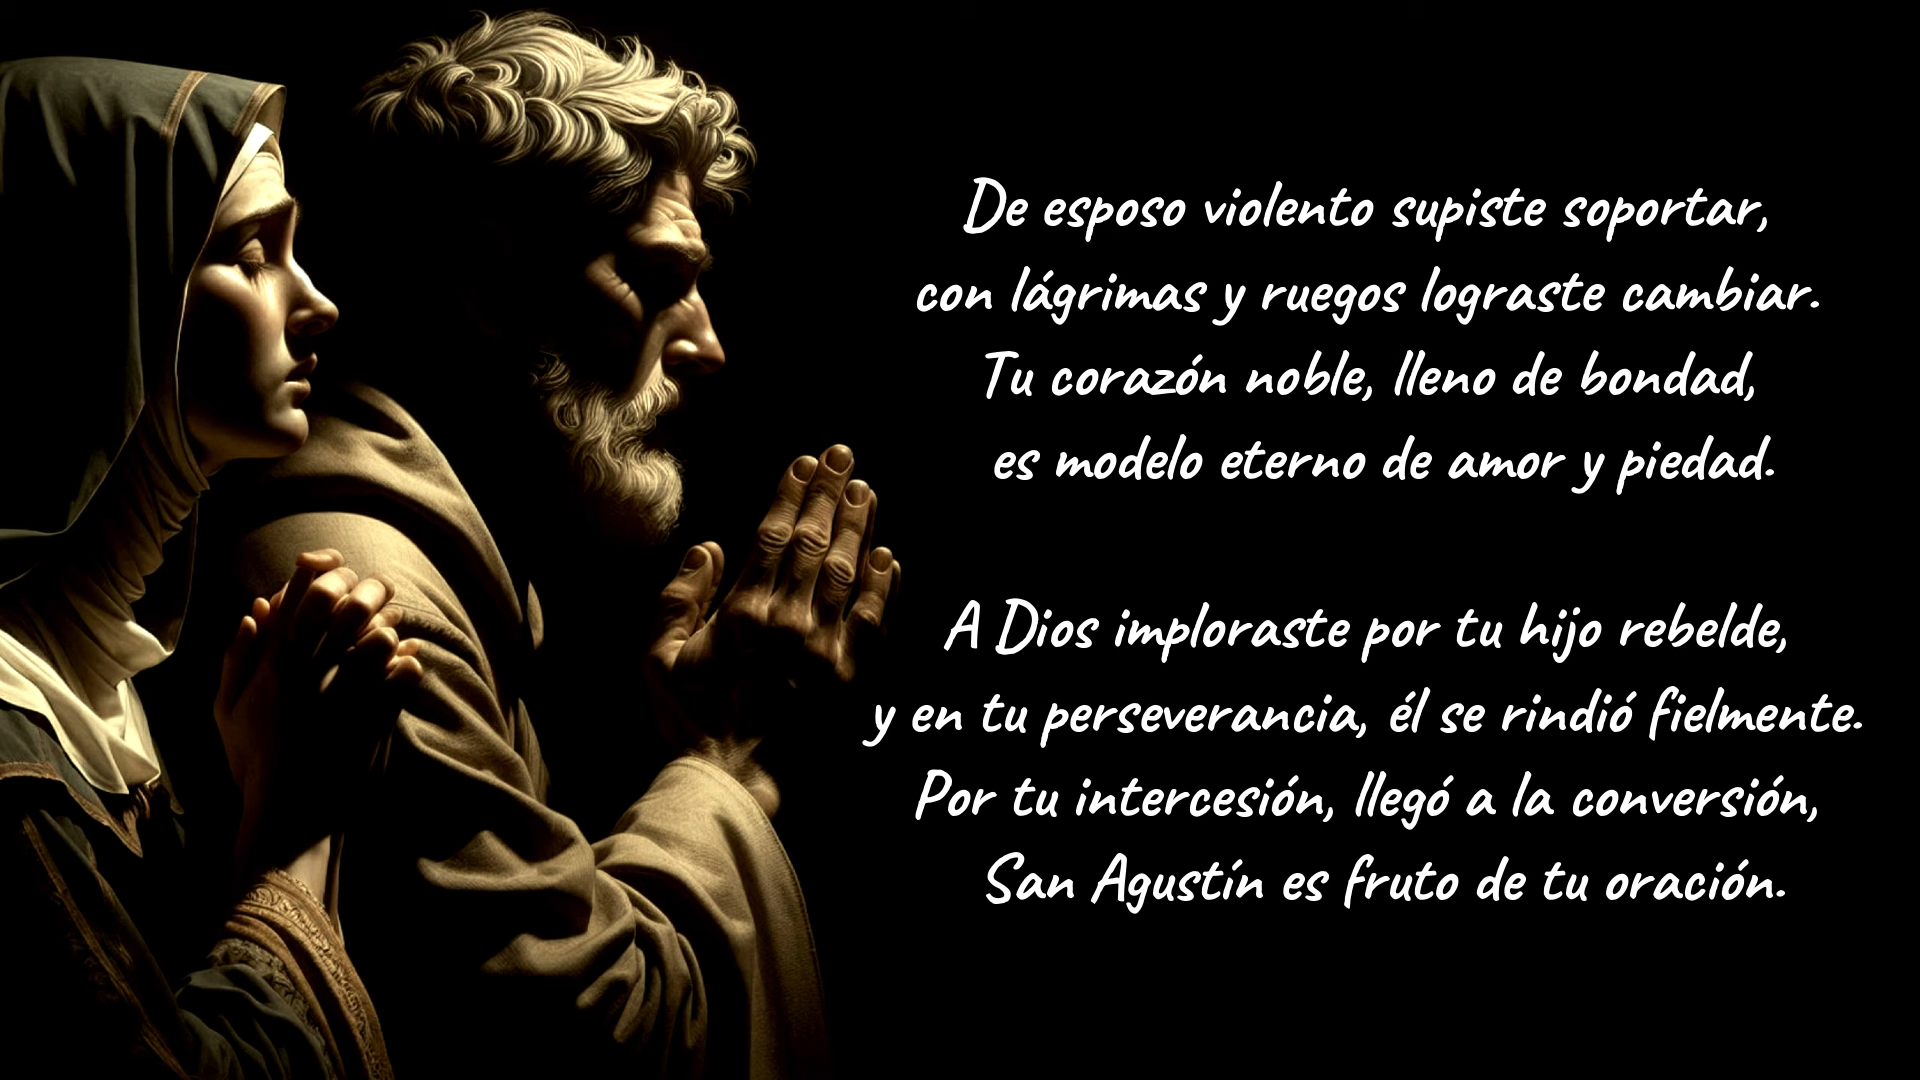 De esposo violento supiste soportar,
con lágrimas y ruegos lograste cambiar.
Tu corazón noble, lleno de bondad,
es modelo eterno de amor y piedad.
A Dios imploraste por tu hijo rebelde,
y en tu perseverancia, él se rindió fielmente.
Por tu intercesión, llegó a la conversión,
San Agustín es fruto de tu oración.